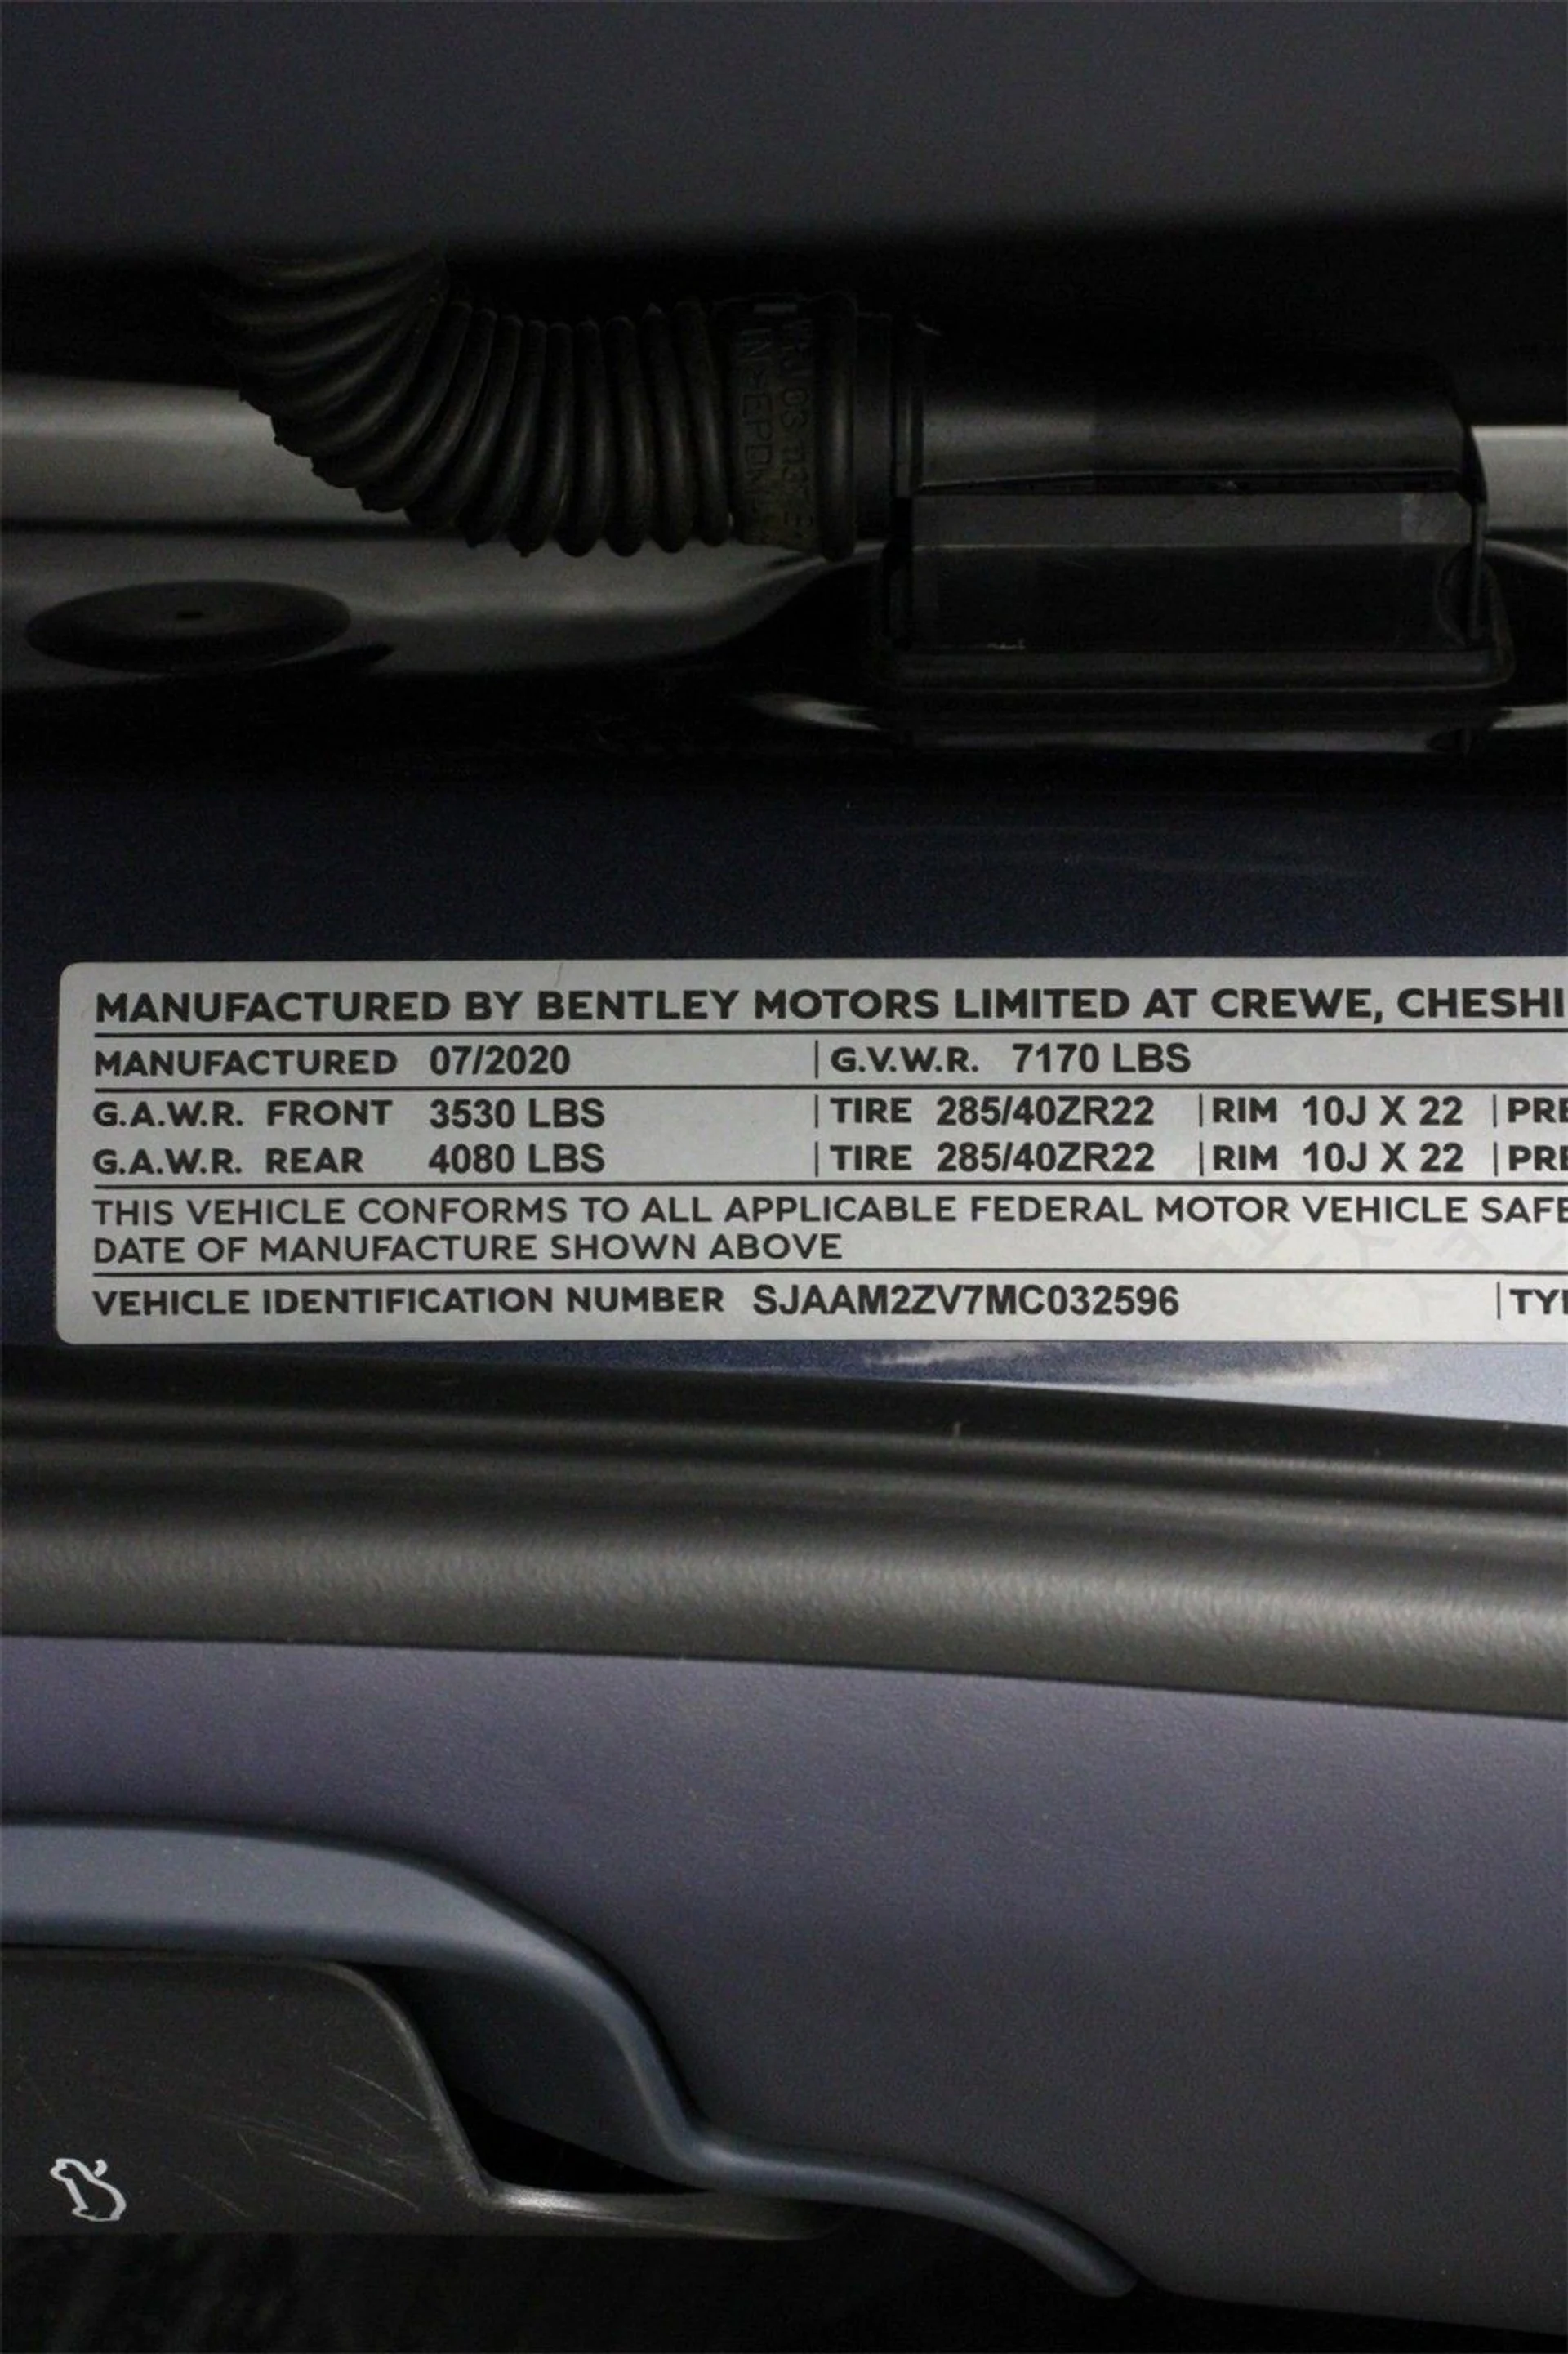 MANUFACTURED BY BENTLEY MOTORS LIMITED AT CREWE, CHESHI
MANUFACTURED 07/2020 | G.V.W.R. 7170 LBS
G.A.W.R. FRONT 3530 LBS | TIRE 285/40ZR22 | RIM 10J X 22 | PRE
G.A.W.R. REAR 4080 LBS | TIRE 285/40ZR22 | RIM 10J X 22 | PRE
THIS VEHICLE CONFORMS TO ALL APPLICABLE FEDERAL MOTOR VEHICLE SAFE
DATE OF MANUFACTURE SHOWN ABOVE
VEHICLE IDENTIFICATION NUMBER SJAAM2ZV7MC032596 | TY